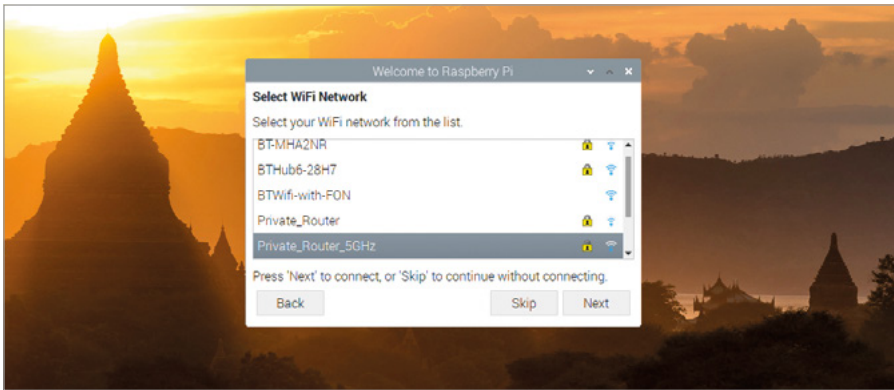 Welcome to Raspberry Pi
Select WiFi Network
Select your WiFi network from the list.
BT-MHA2NR
BTHub6-28H7
BTWifi-with-FON
Private_Router
Private_Router_5GHz
Press 'Next' to connect, or 'Skip' to continue without connecting.
Back Skip Next